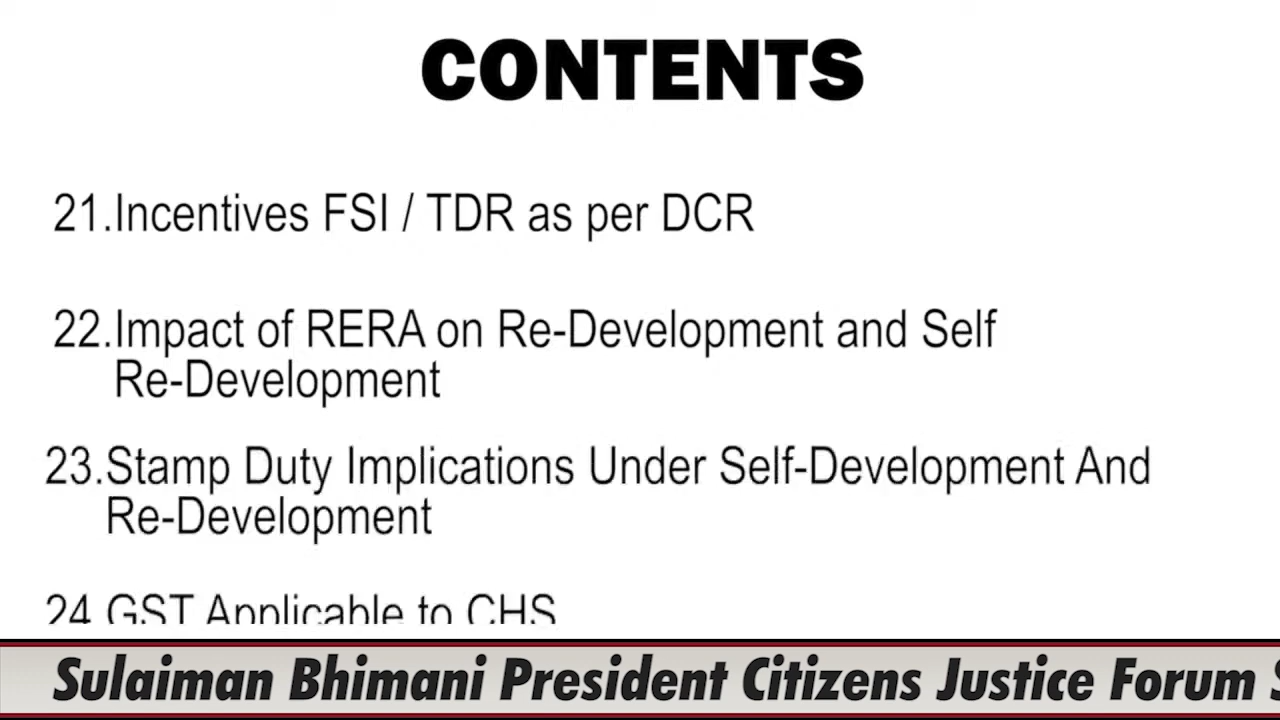 CONTENTS
21.Incentives FSI / TDR as per DCR
22.Impact of RERA on Re-Development and Self
Re-Development
23.Stamp Duty Implications Under Self-Development And
Re-Development
24.GST Applicable to CHS
Sulaiman Bhimani President Citizens Justice Forum